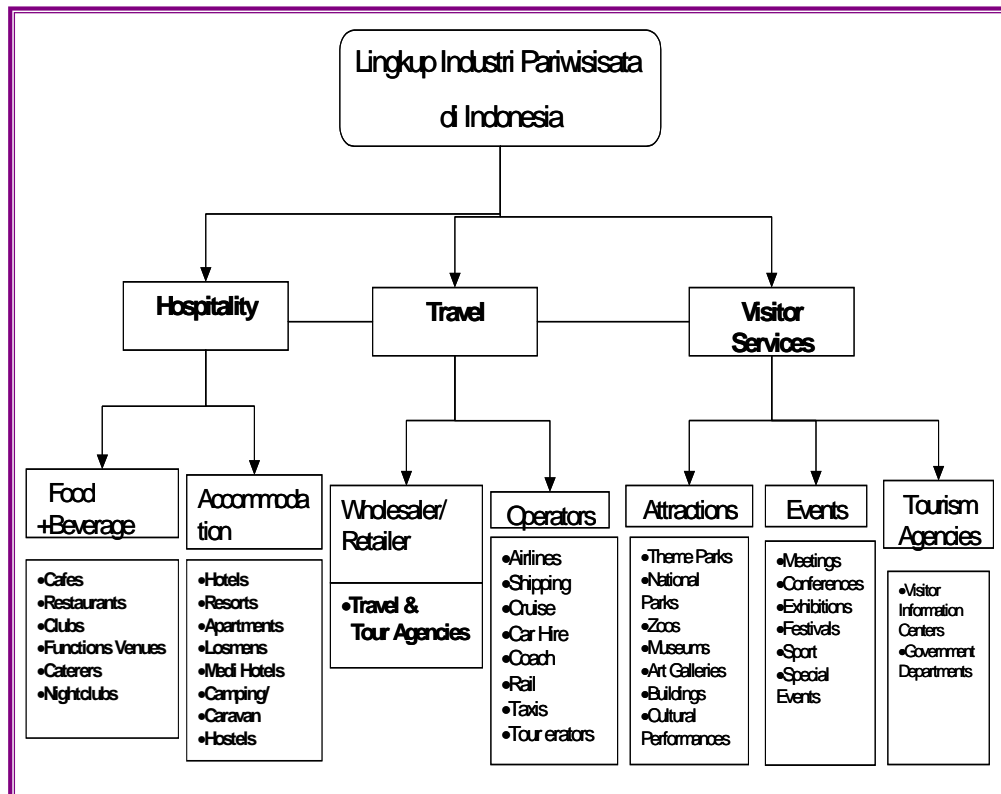 Lingkup Industri Pariwisisata
di Indonesia
Hospitality
Travel
Visitor
Services
Food
+Beverage
Accommoda
tion
Wholesaler/
Retailer
Operators
Attractions
Events
Tourism
Agencies
•Cafes
•Restaurants
•Clubs
•Functions Venues
•Caterers
•Nightclubs
•Hotels
•Resorts
•Apartments
•Losmens
•Medi Hotels
•Camping/
•Caravan
•Hostels
•Travel &
Tour Agencies
•Airlines
•Shipping
•Cruise
•Car Hire
•Coach
•Rail
•Taxis
•Tour erators
•Theme Parks
•National
Parks
•Zoos
•Museums
•Art Galleries
•Buildings
•Cultural
Performances
•Meetings
•Conferences
•Exhibitions
•Festivals
•Sport
•Special
Events
•Visitor
Information
Centers
•Government
Departments